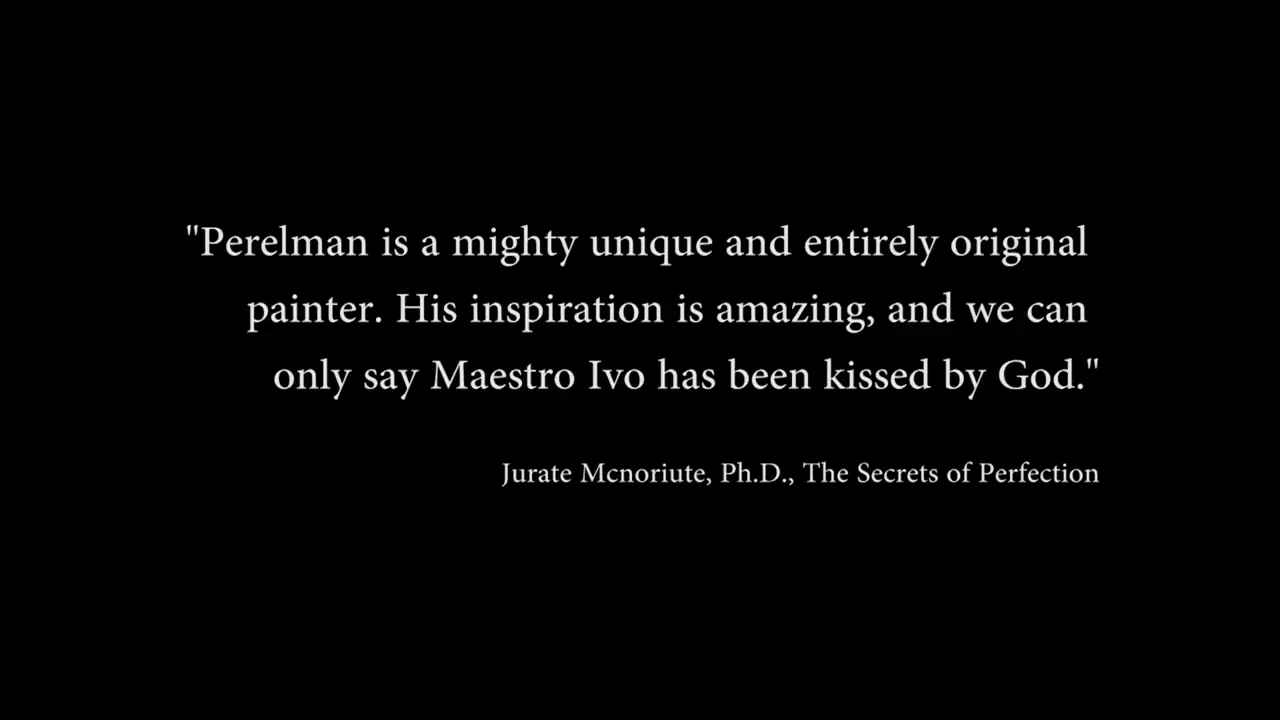 "Perelman is a mighty unique and entirely original
painter. His inspiration is amazing, and we can
only say Maestro Ivo has been kissed by God."
Jurate Mcnoriute, Ph.D., The Secrets of Perfection